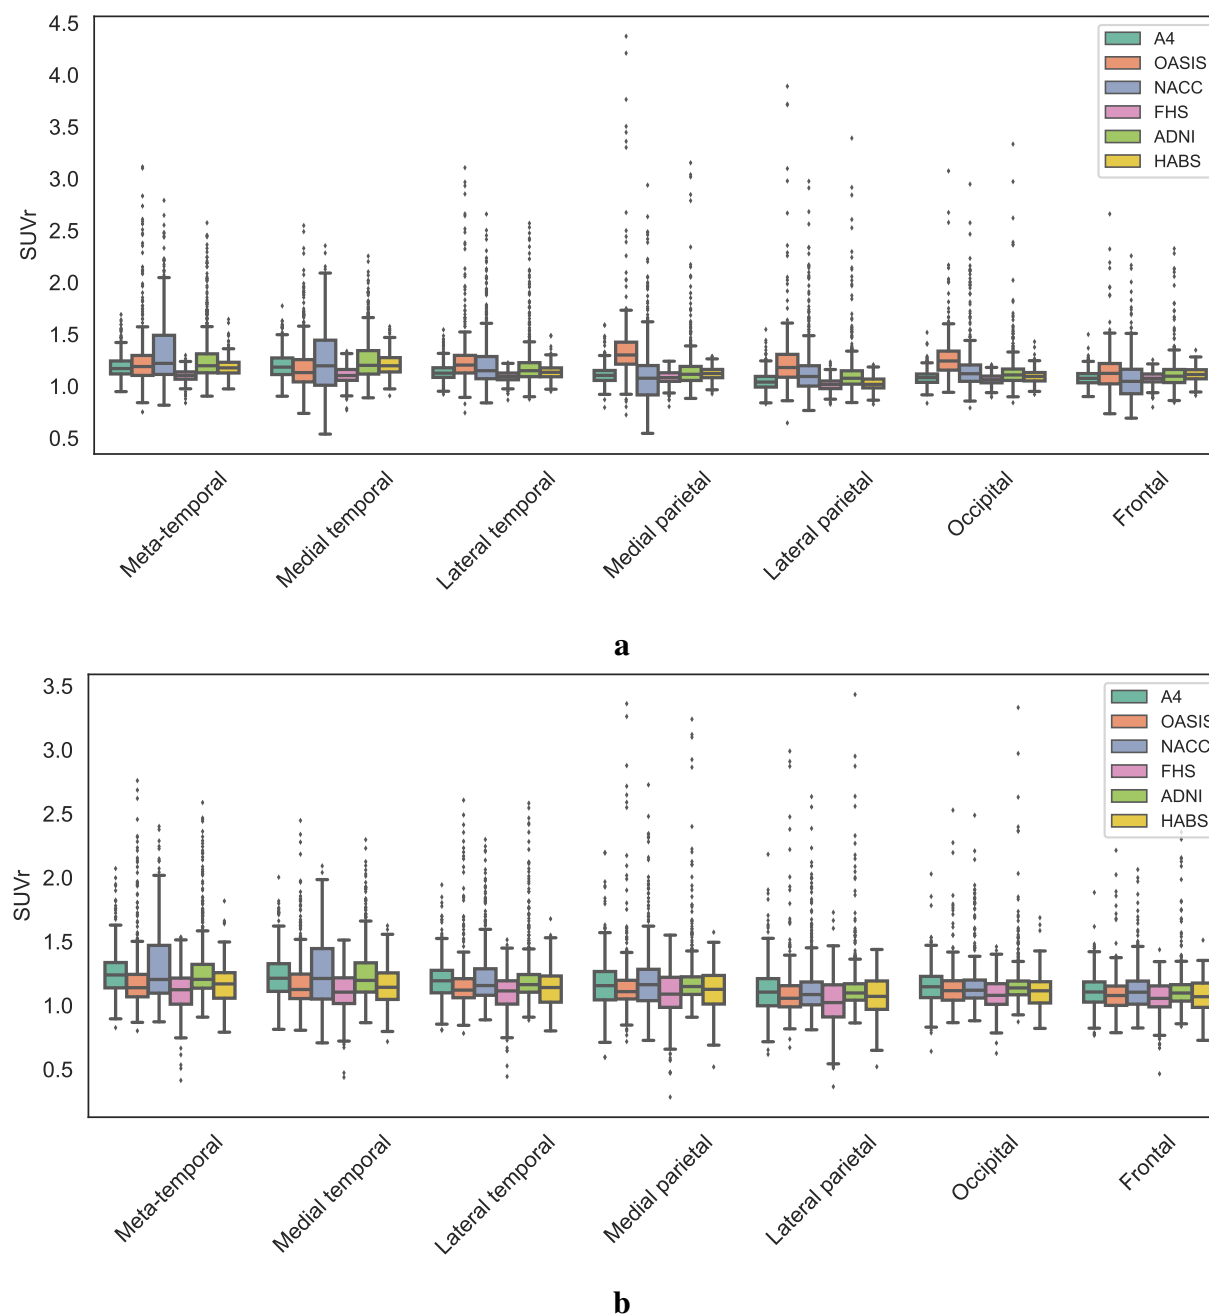 4.5
4.0
3.5
3.0
2.5
2.0
1.5
1.0
0.5
SUVr
A4
OASIS
NACC
FHS
ADNI
HABS
Meta-temporal
Medial temporal
Lateral temporal
Medial parietal
Lateral parietal
Occipital
Frontal
a
3.5
3.0
2.5
2.0
1.5
1.0
0.5
SUVr
A4
OASIS
NACC
FHS
ADNI
HABS
Meta-temporal
Medial temporal
Lateral temporal
Medial parietal
Lateral parietal
Occipital
Frontal
b